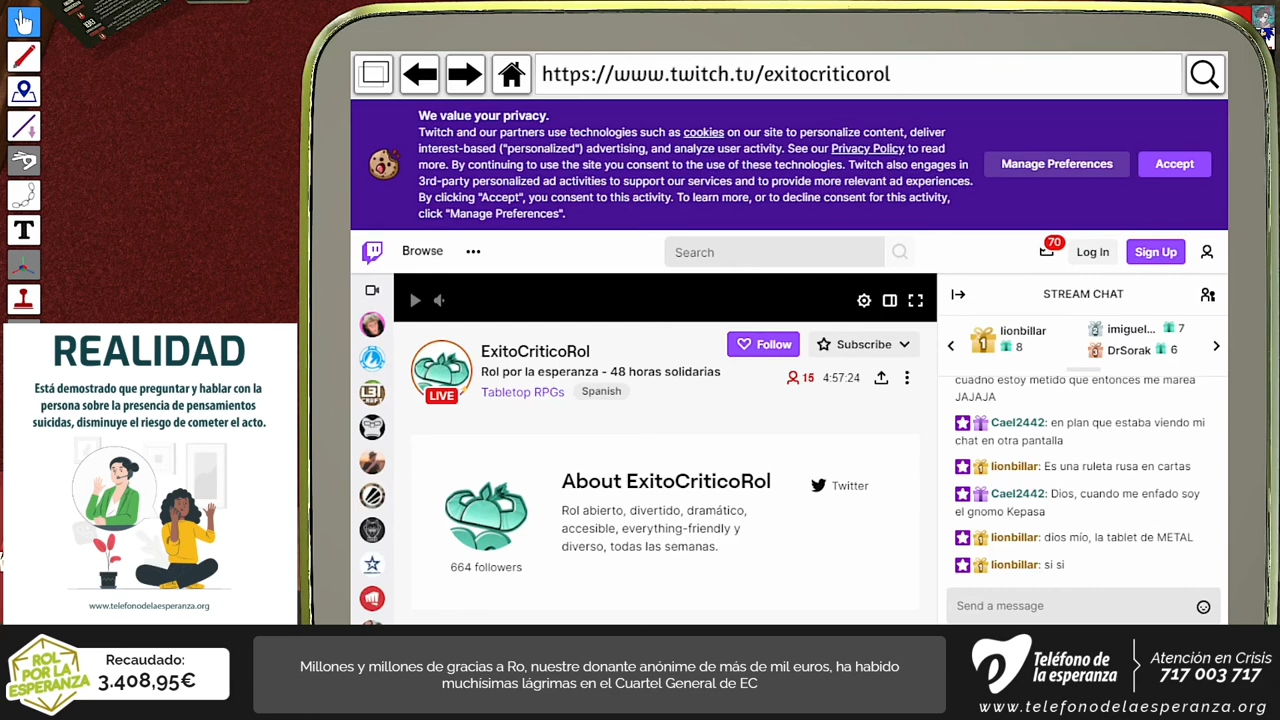 https://www.twitch.tv/exitocriticorol
We value your privacy.
Twitch and our partners use technologies such as cookies on our site to personalize content, deliver
interest-based ("personalized") advertising, and analyze user activity. See our Privacy Policy to read
more. By continuing to use the site you consent to the use of these technologies. Twitch also engages in
3rd-party personalized ad activities to support our services and to provide more relevant ad experiences.
By clicking "Accept", you consent to this activity. To learn more, or to decline consent for this activity,
click "Manage Preferences".
Manage Preferences
Accept
Browse
Search
70
Log In
Sign Up
T
STREAM CHAT
lionbillar
8
imiguel... 7
DrSorak 6
ExitoCriticoRol
Rol por la esperanza - 48 horas solidarias
Tabletop RPGs
Spanish
LIVE
Follow
Subscribe
15
4:57:24
About ExitoCriticoRol
Rol abierto, divertido, dramático,
accesible, everything-friendly y
diverso, todas las semanas.
664 followers
Twitter
cuadno estoy metido que entonces me marea
JAJAJA
Cael2442: en plan que estaba viendo mi
chat en otra pantalla
lionbillar: Es una ruleta rusa en cartas
Cael2442: Dios, cuando me enfado soy
el gnomo Kepasa
lionbillar: dios mío, la tablet de METAL
lionbillar: si si
Send a message
REALIDAD
Está demostrado que preguntar y hablar con la
persona sobre la presencia de pensamientos
suicidas, disminuye el riesgo de cometer el acto.
www.telefonodelaesperanza.org
ROL
POR LA
ESPERANZA
Recaudado:
3.408,95€
Millones y millones de gracias a Ro, nuestre donante anónime de más de mil euros, ha habido
muchísimas lágrimas en el Cuartel General de EC
Teléfono de
la esperanza
Atención en Crisis
717 003 717
www.telefonodelaesperanza.org